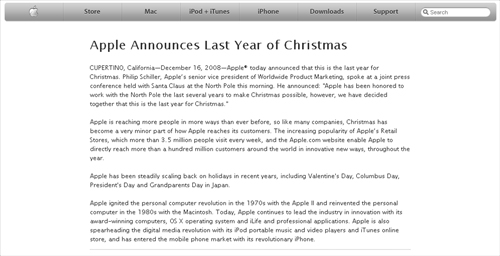 Store Mac iPod + iTunes iPhone Downloads Support Search
Apple Announces Last Year of Christmas
CUPERTINO, California—December 16, 2008—Apple® today announced that this is the last year for
Christmas. Philip Schiller, Apple's senior vice president of Worldwide Product Marketing, spoke at a joint press
conference held with Santa Claus at the North Pole this morning. He announced: "Apple has been honored to
work with the North Pole the last several years to make Christmas possible, however, we have decided
together that this is the last year for Christmas."
Apple is reaching more people in more ways than ever before, so like many companies, Christmas has
become a very minor part of how Apple reaches its customers. The increasing popularity of Apple's Retail
Stores, which more than 3.5 million people visit every week, and the Apple.com website enable Apple to
directly reach more than a hundred million customers around the world in innovative new ways, throughout the
year.
Apple has been steadily scaling back on holidays in recent years, including Valentine's Day, Columbus Day,
President's Day and Grandparents Day in Japan.
Apple ignited the personal computer revolution in the 1970s with the Apple II and reinvented the personal
computer in the 1980s with the Macintosh. Today, Apple continues to lead the industry in innovation with its
award-winning computers, OS X operating system and iLife and professional applications. Apple is also
spearheading the digital media revolution with its iPod portable music and video players and iTunes online
store, and has entered the mobile phone market with its revolutionary iPhone.